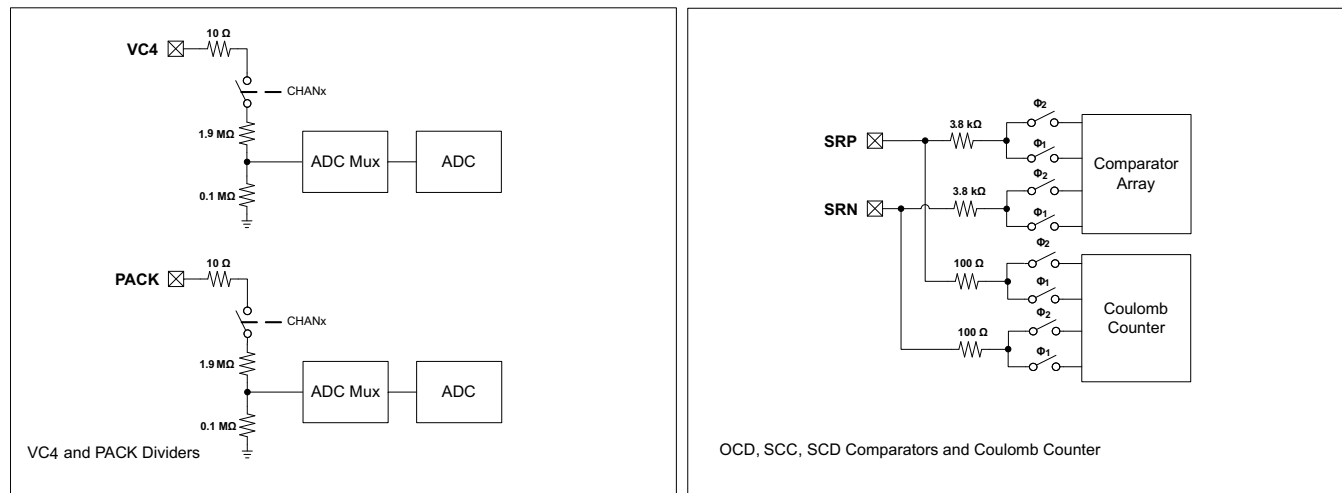 10 Ω
VC4
CHANx
1.9 MΩ
ADC Mux
ADC
0.1 MΩ
10 Ω
PACK
CHANx
1.9 MΩ
ADC Mux
ADC
0.1 MΩ
VC4 and PACK Dividers
Φ2
3.8 kΩ
SRP
Φ1
Comparator
Array
Φ2
3.8 kΩ
SRN
Φ1
Φ2
100 Ω
Φ1
Coulomb
Counter
Φ2
100 Ω
Φ1
OCD, SCC, SCD Comparators and Coulomb Counter